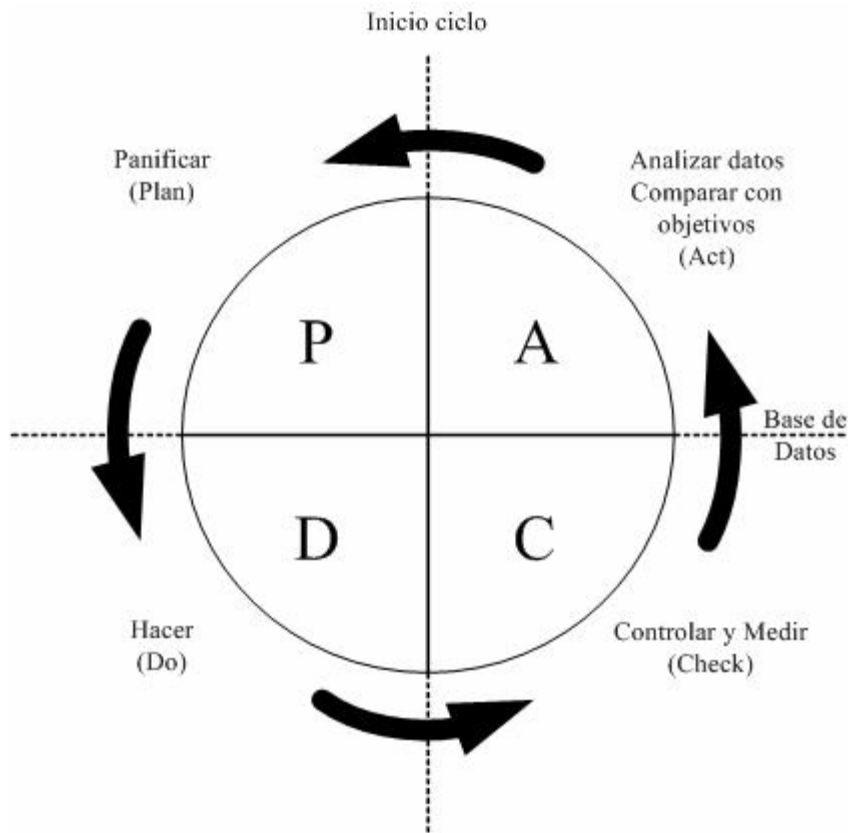 Inicio ciclo
Panificar
(Plan)
Analizar datos
Comparar con
objetivos
(Act)
P
A
Base de
Datos
D
C
Hacer
(Do)
Controlar y Medir
(Check)